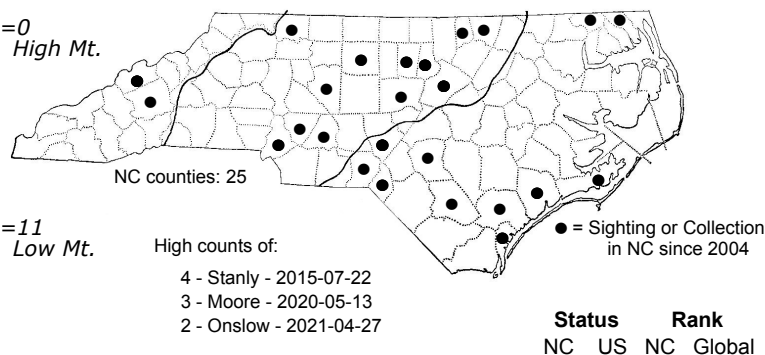 =0
High Mt.
NC counties: 25
=11
Low Mt.
High counts of:
4 - Stanly - 2015-07-22
3 - Moore - 2020-05-13
2 - Onslow - 2021-04-27
● = Sighting or Collection
in NC since 2004
Status Rank
NC US NC Global